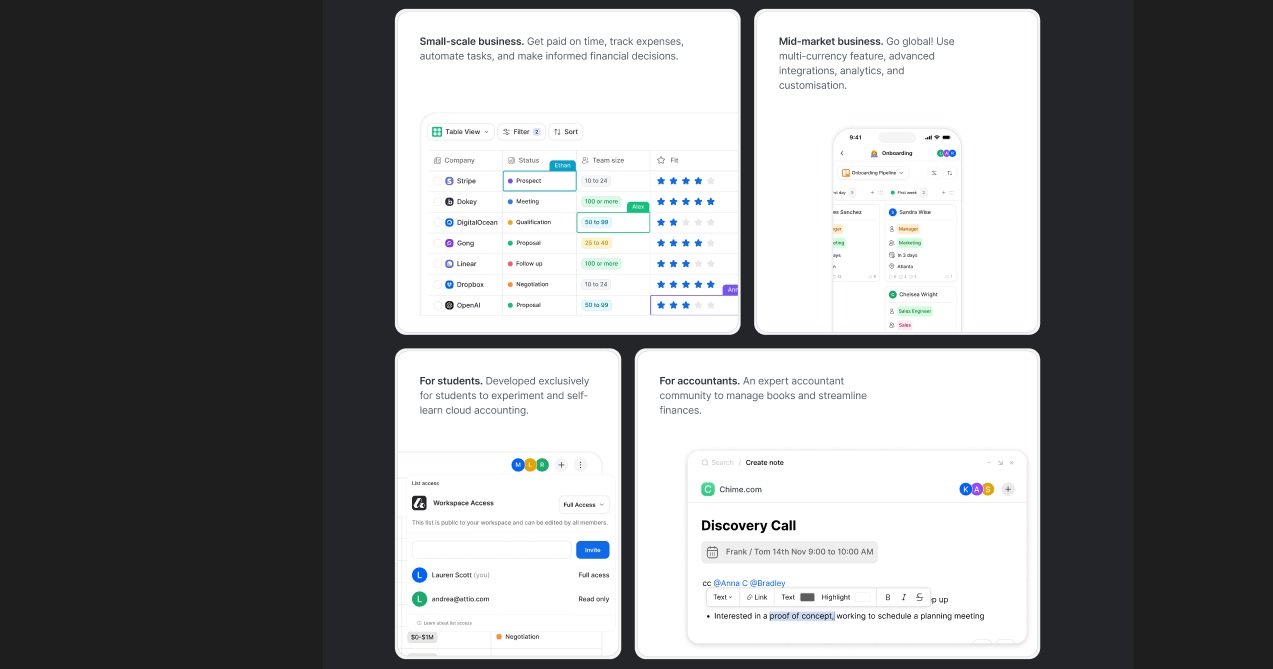 Small-scale business. Get paid on time, track expenses,
automate tasks, and make informed financial decisions.
Table View
Filter 2
Sort
Company Status Team size Fit
Ethan
Stripe Prospect 10 to 24
Dokey Meeting 100 or more
Alex
DigitalOcean Qualification 50 to 99
Gong Proposal 25 to 49
Linear Follow up 100 or more
Dropbox Negotiation 10 to 24
OpenAI Proposal 50 to 99
Mid-market business. Go global! Use
multi-currency feature, advanced
integrations, analytics, and
customisation.
9:41
Onboarding
Onboarding Pipeline
First week
Sanchez
Sandra Wise
Manager
Marketing
In 3 days
Atlanta
Chelsea Wright
Sales Engineer
Sales
For students. Developed exclusively
for students to experiment and self-
learn cloud accounting.
M L R
List access
Workspace Access
Full Access
This list is public to your workspace and can be edited by all members.
Invite
L Lauren Scott (you) Full acess
L andrea@attio.com Read only
Learn about list access
$0-$1M Negotiation
For accountants. An expert accountant
community to manage books and streamline
finances.
Search / Create note
C Chime.com K A S
Discovery Call
Frank / Tom 14th Nov 9:00 to 10:00 AM
cc @Anna C @Bradley
Text Link Text Highlight B I S
up
• Interested in a proof of concept, working to schedule a planning meeting